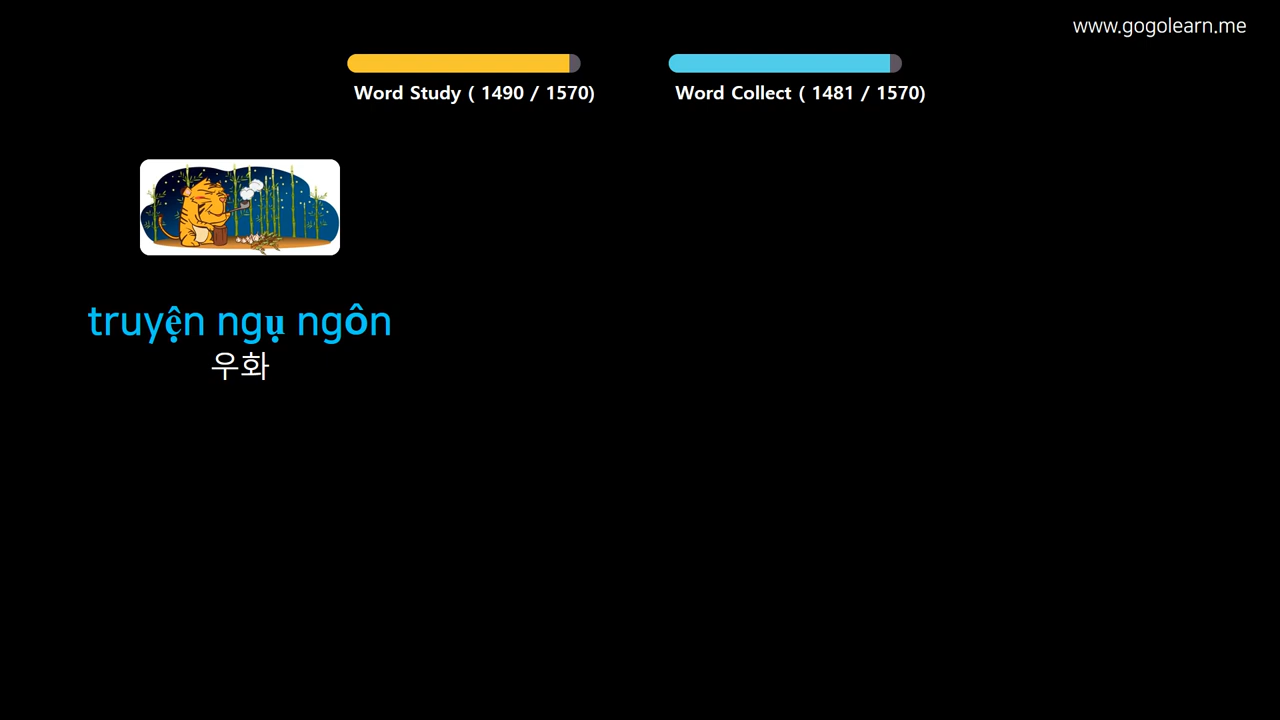 www.gogolearn.me
Word Study ( 1490 / 1570)
Word Collect ( 1481 / 1570)
truyện ngụ ngôn
우화